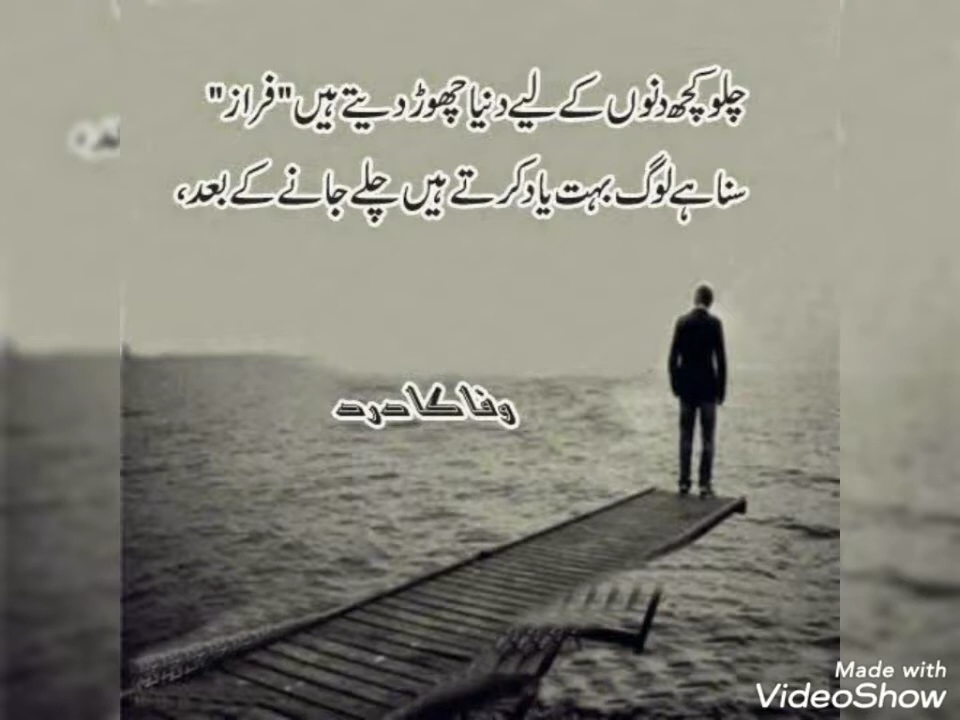 چلو کچھ دنوں کے لیے دنیا چھوڑ دیتے ہیں "فراز"
سنا ہے لوگ بہت یاد کرتے ہیں چلے جانے کے بعد،
وفا کا درد
Made with
VideoShow